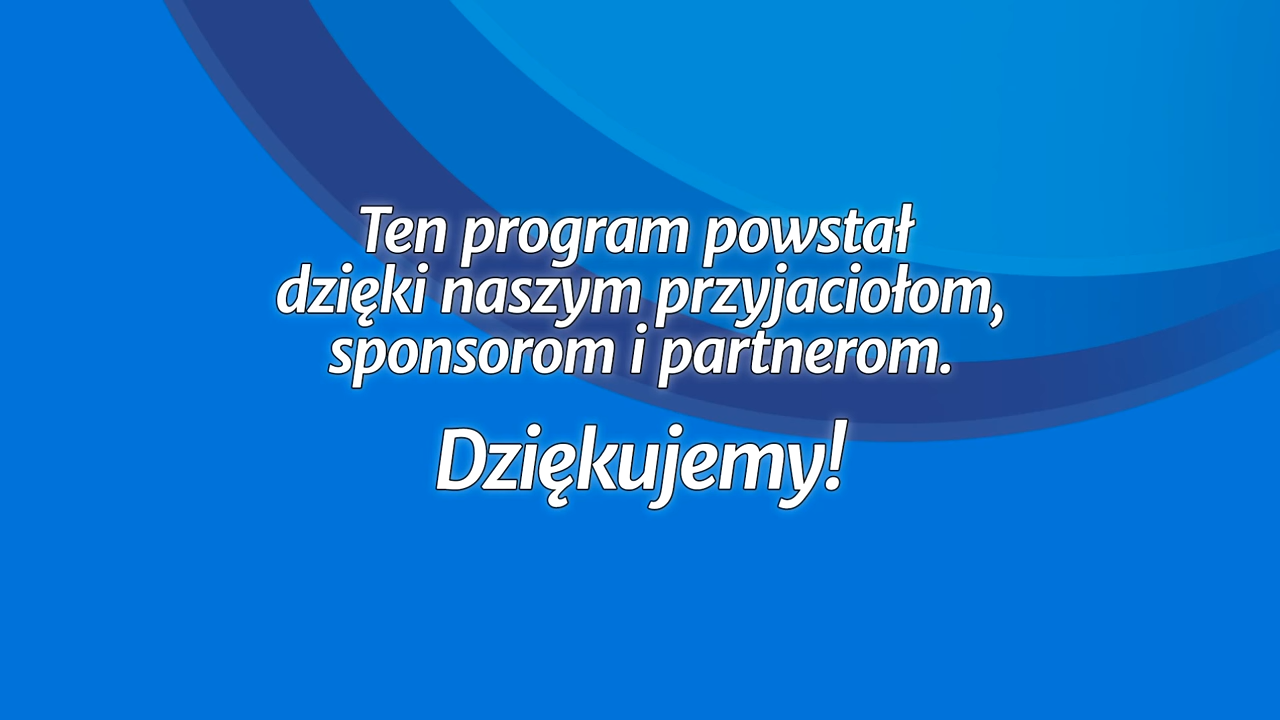 Ten program powstał
dzięki naszym przyjaciołom,
sponsorom i partnerom.
Dziękujemy!